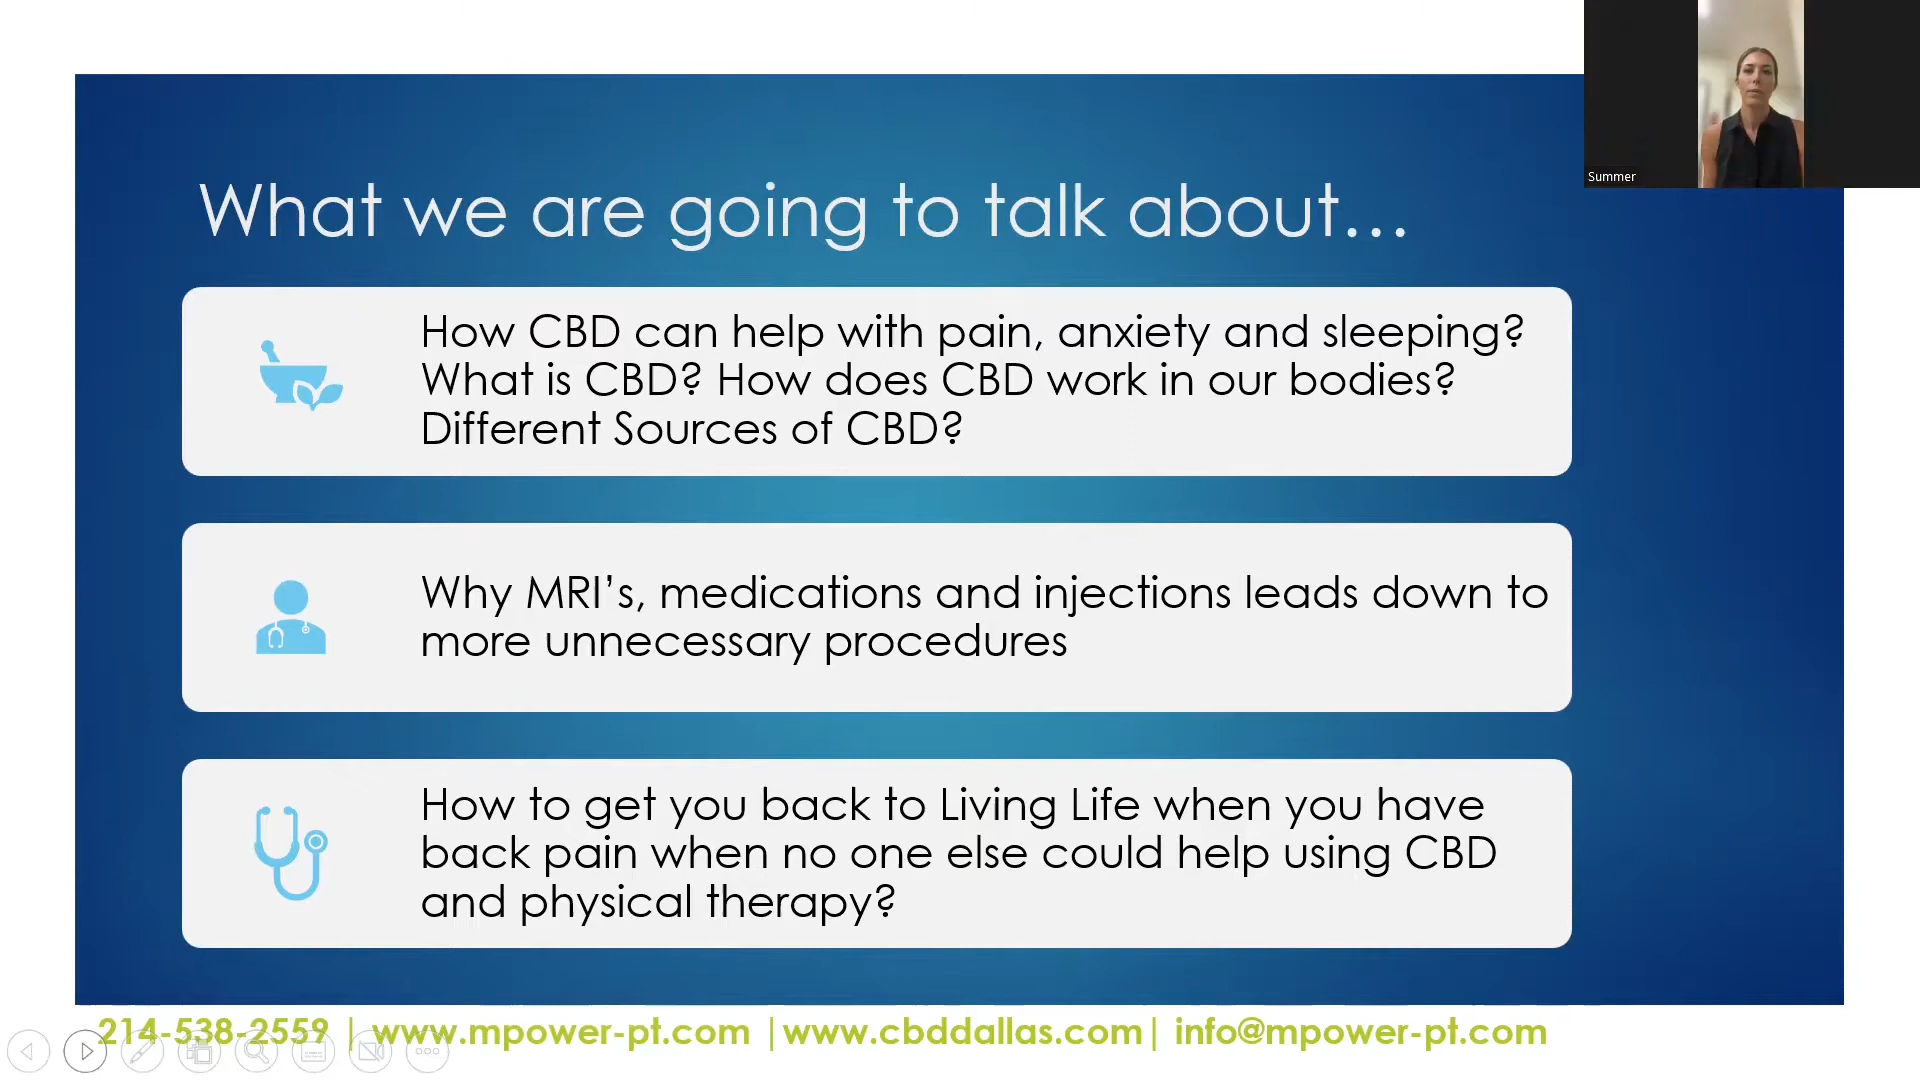 Summer
What we are going to talk about...
How CBD can help with pain, anxiety and sleeping?
What is CBD? How does CBD work in our bodies?
Different Sources of CBD?
Why MRI’s, medications and injections leads down to
more unnecessary procedures
How to get you back to Living Life when you have
back pain when no one else could help using CBD
and physical therapy?
214-538-2559 | www.mpower-pt.com |www.cbddallas.com| info@mpower-pt.com